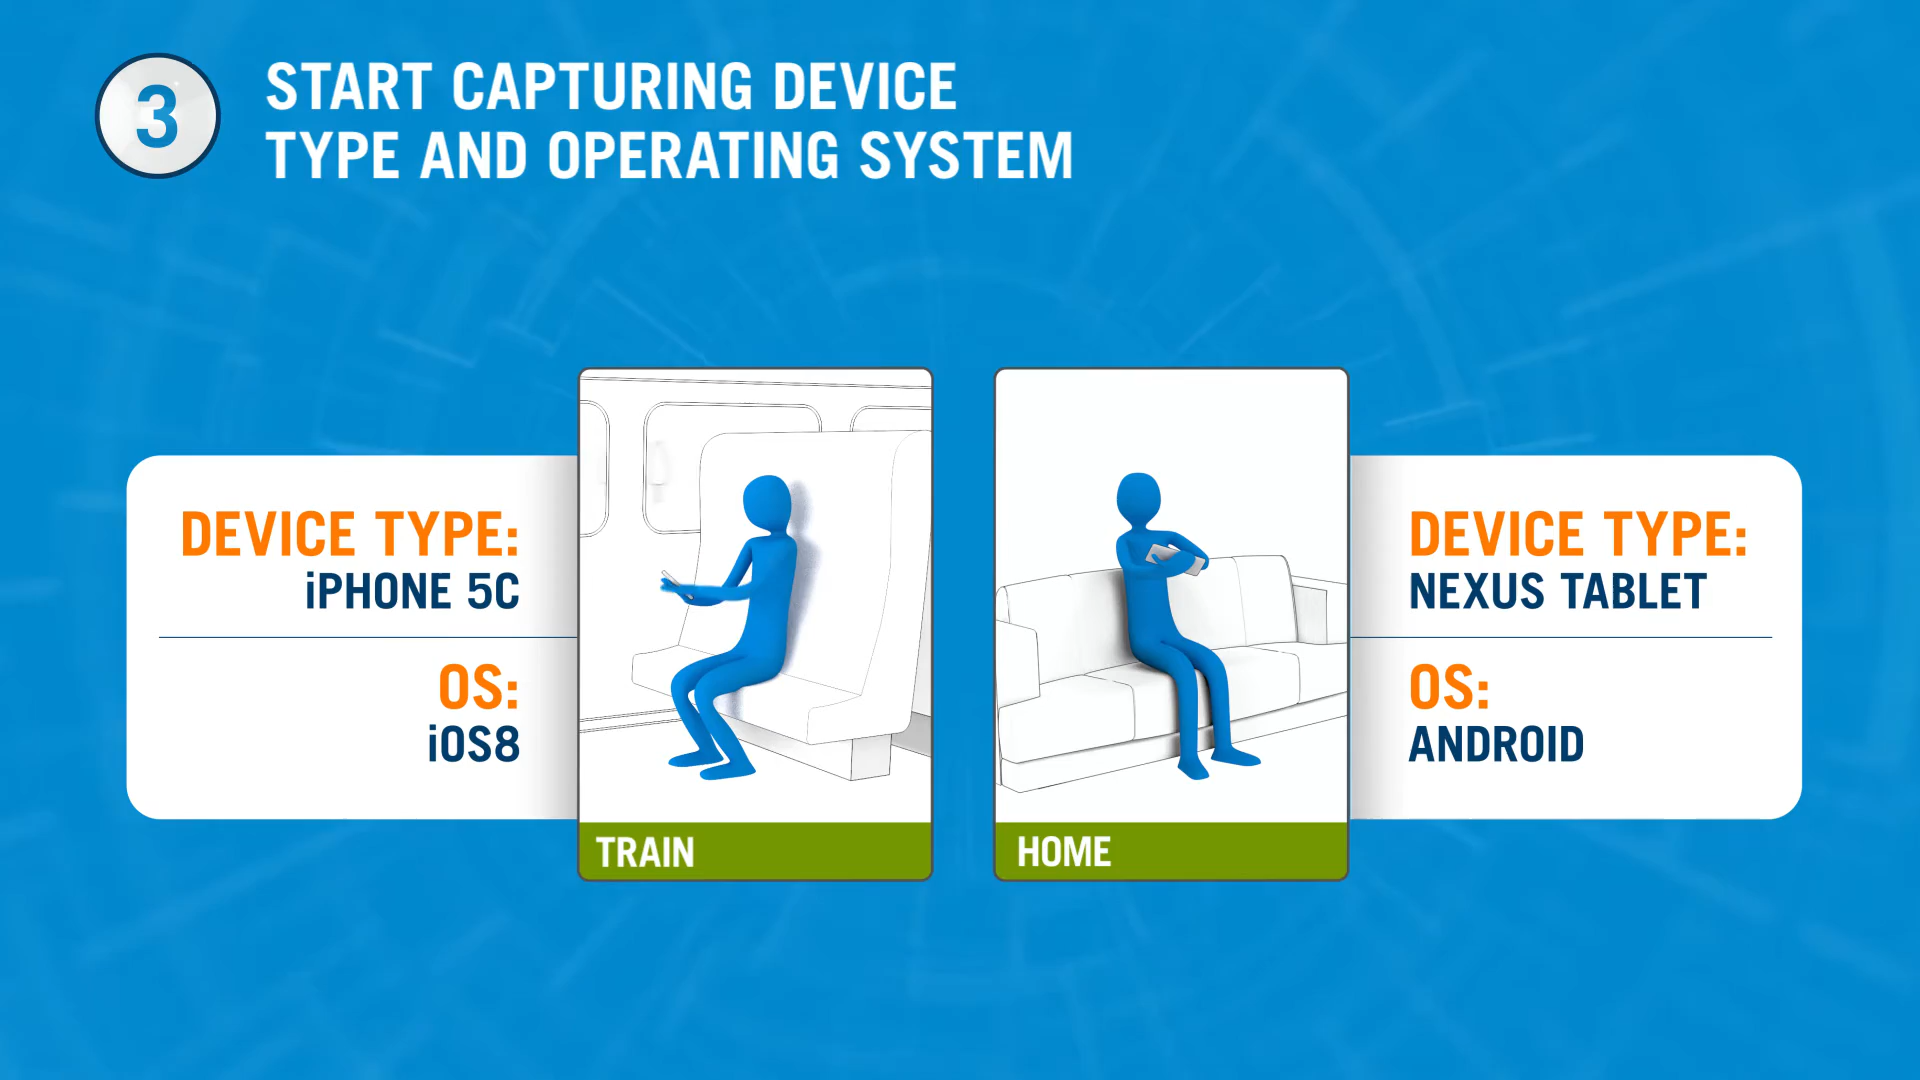 3
START CAPTURING DEVICE
TYPE AND OPERATING SYSTEM
DEVICE TYPE:
iPHONE 5C
OS:
iOS8
TRAIN
HOME
DEVICE TYPE:
NEXUS TABLET
OS:
ANDROID